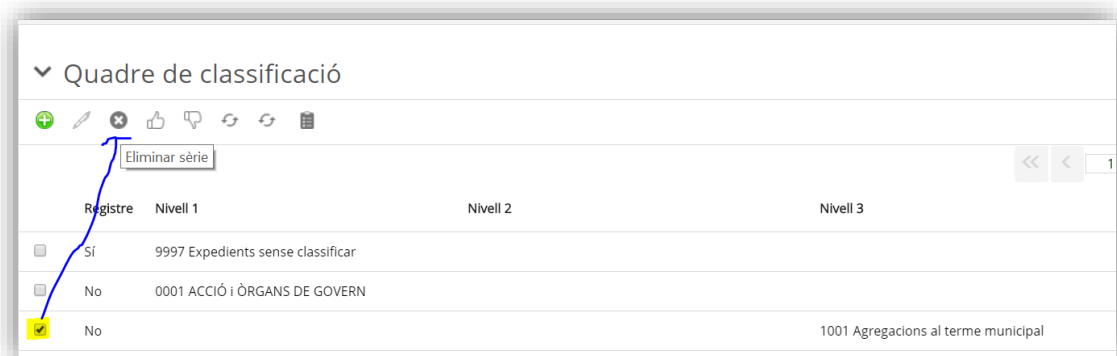 Quadre de classificació
Eliminar sèrie
1
Registre Nivell 1 Nivell 2 Nivell 3
Sí 9997 Expedients sense classificar
No 0001 ACCIÓ i ÒRGANS DE GOVERN
No 1001 Agregacions al terme municipal